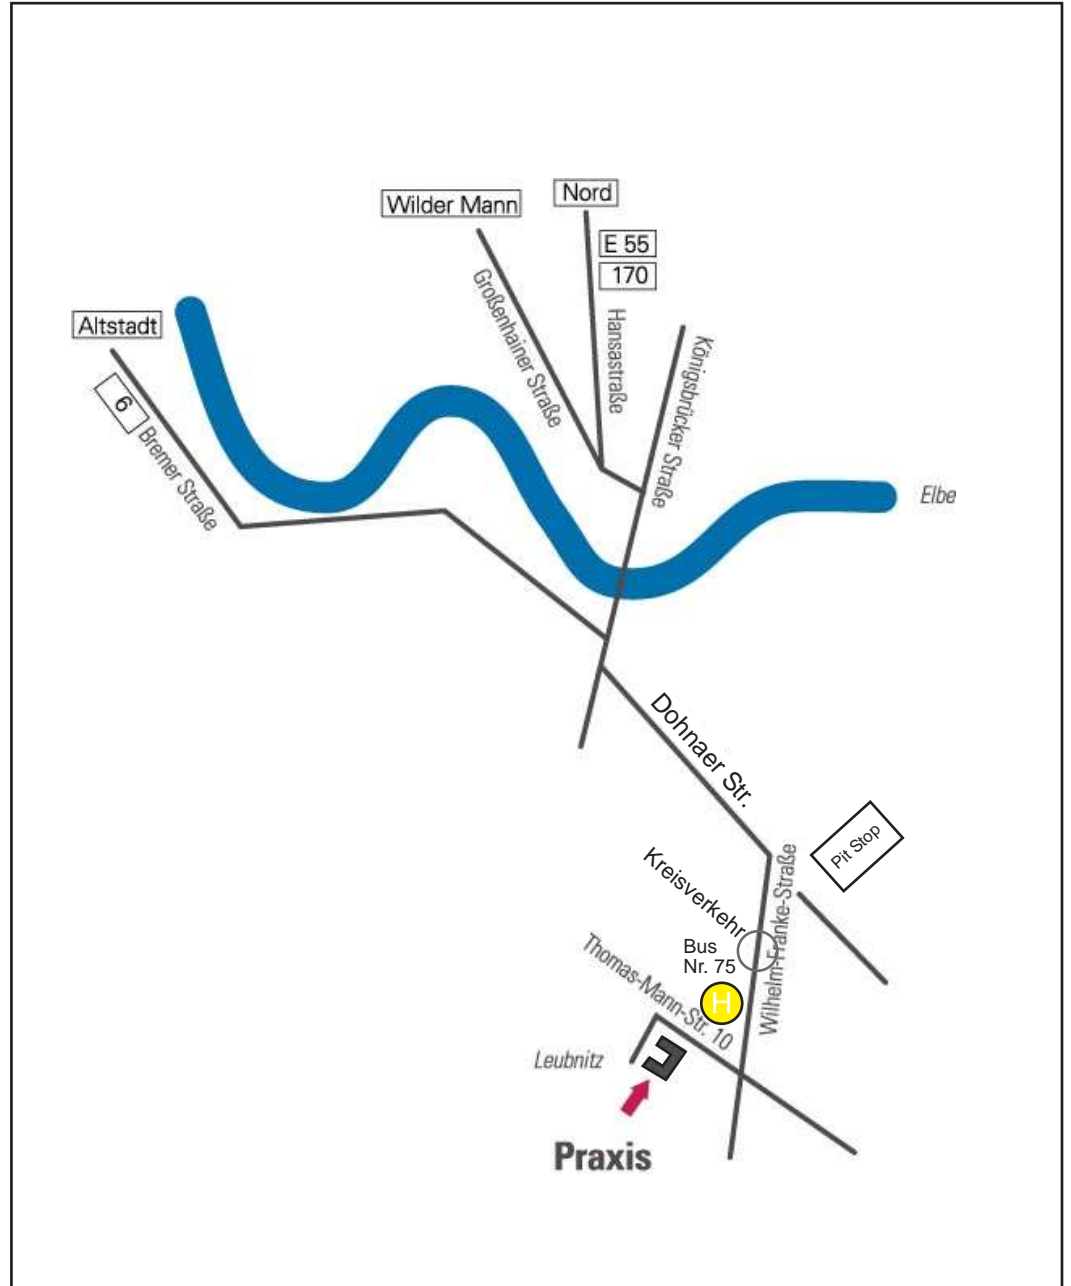 Nord
Wilder Mann
E 55
170
Altstadt
6
Bremer Straße
Großenhainer Straße
Hansastraße
Königsbrücker Straße
Elbe
Dohnaer Str.
Pit Stop
Kreisverkehr
Wilhelm-Franke-Straße
Bus
Nr. 75
H
Thomas-Mann-Str. 10
Leubnitz
Praxis